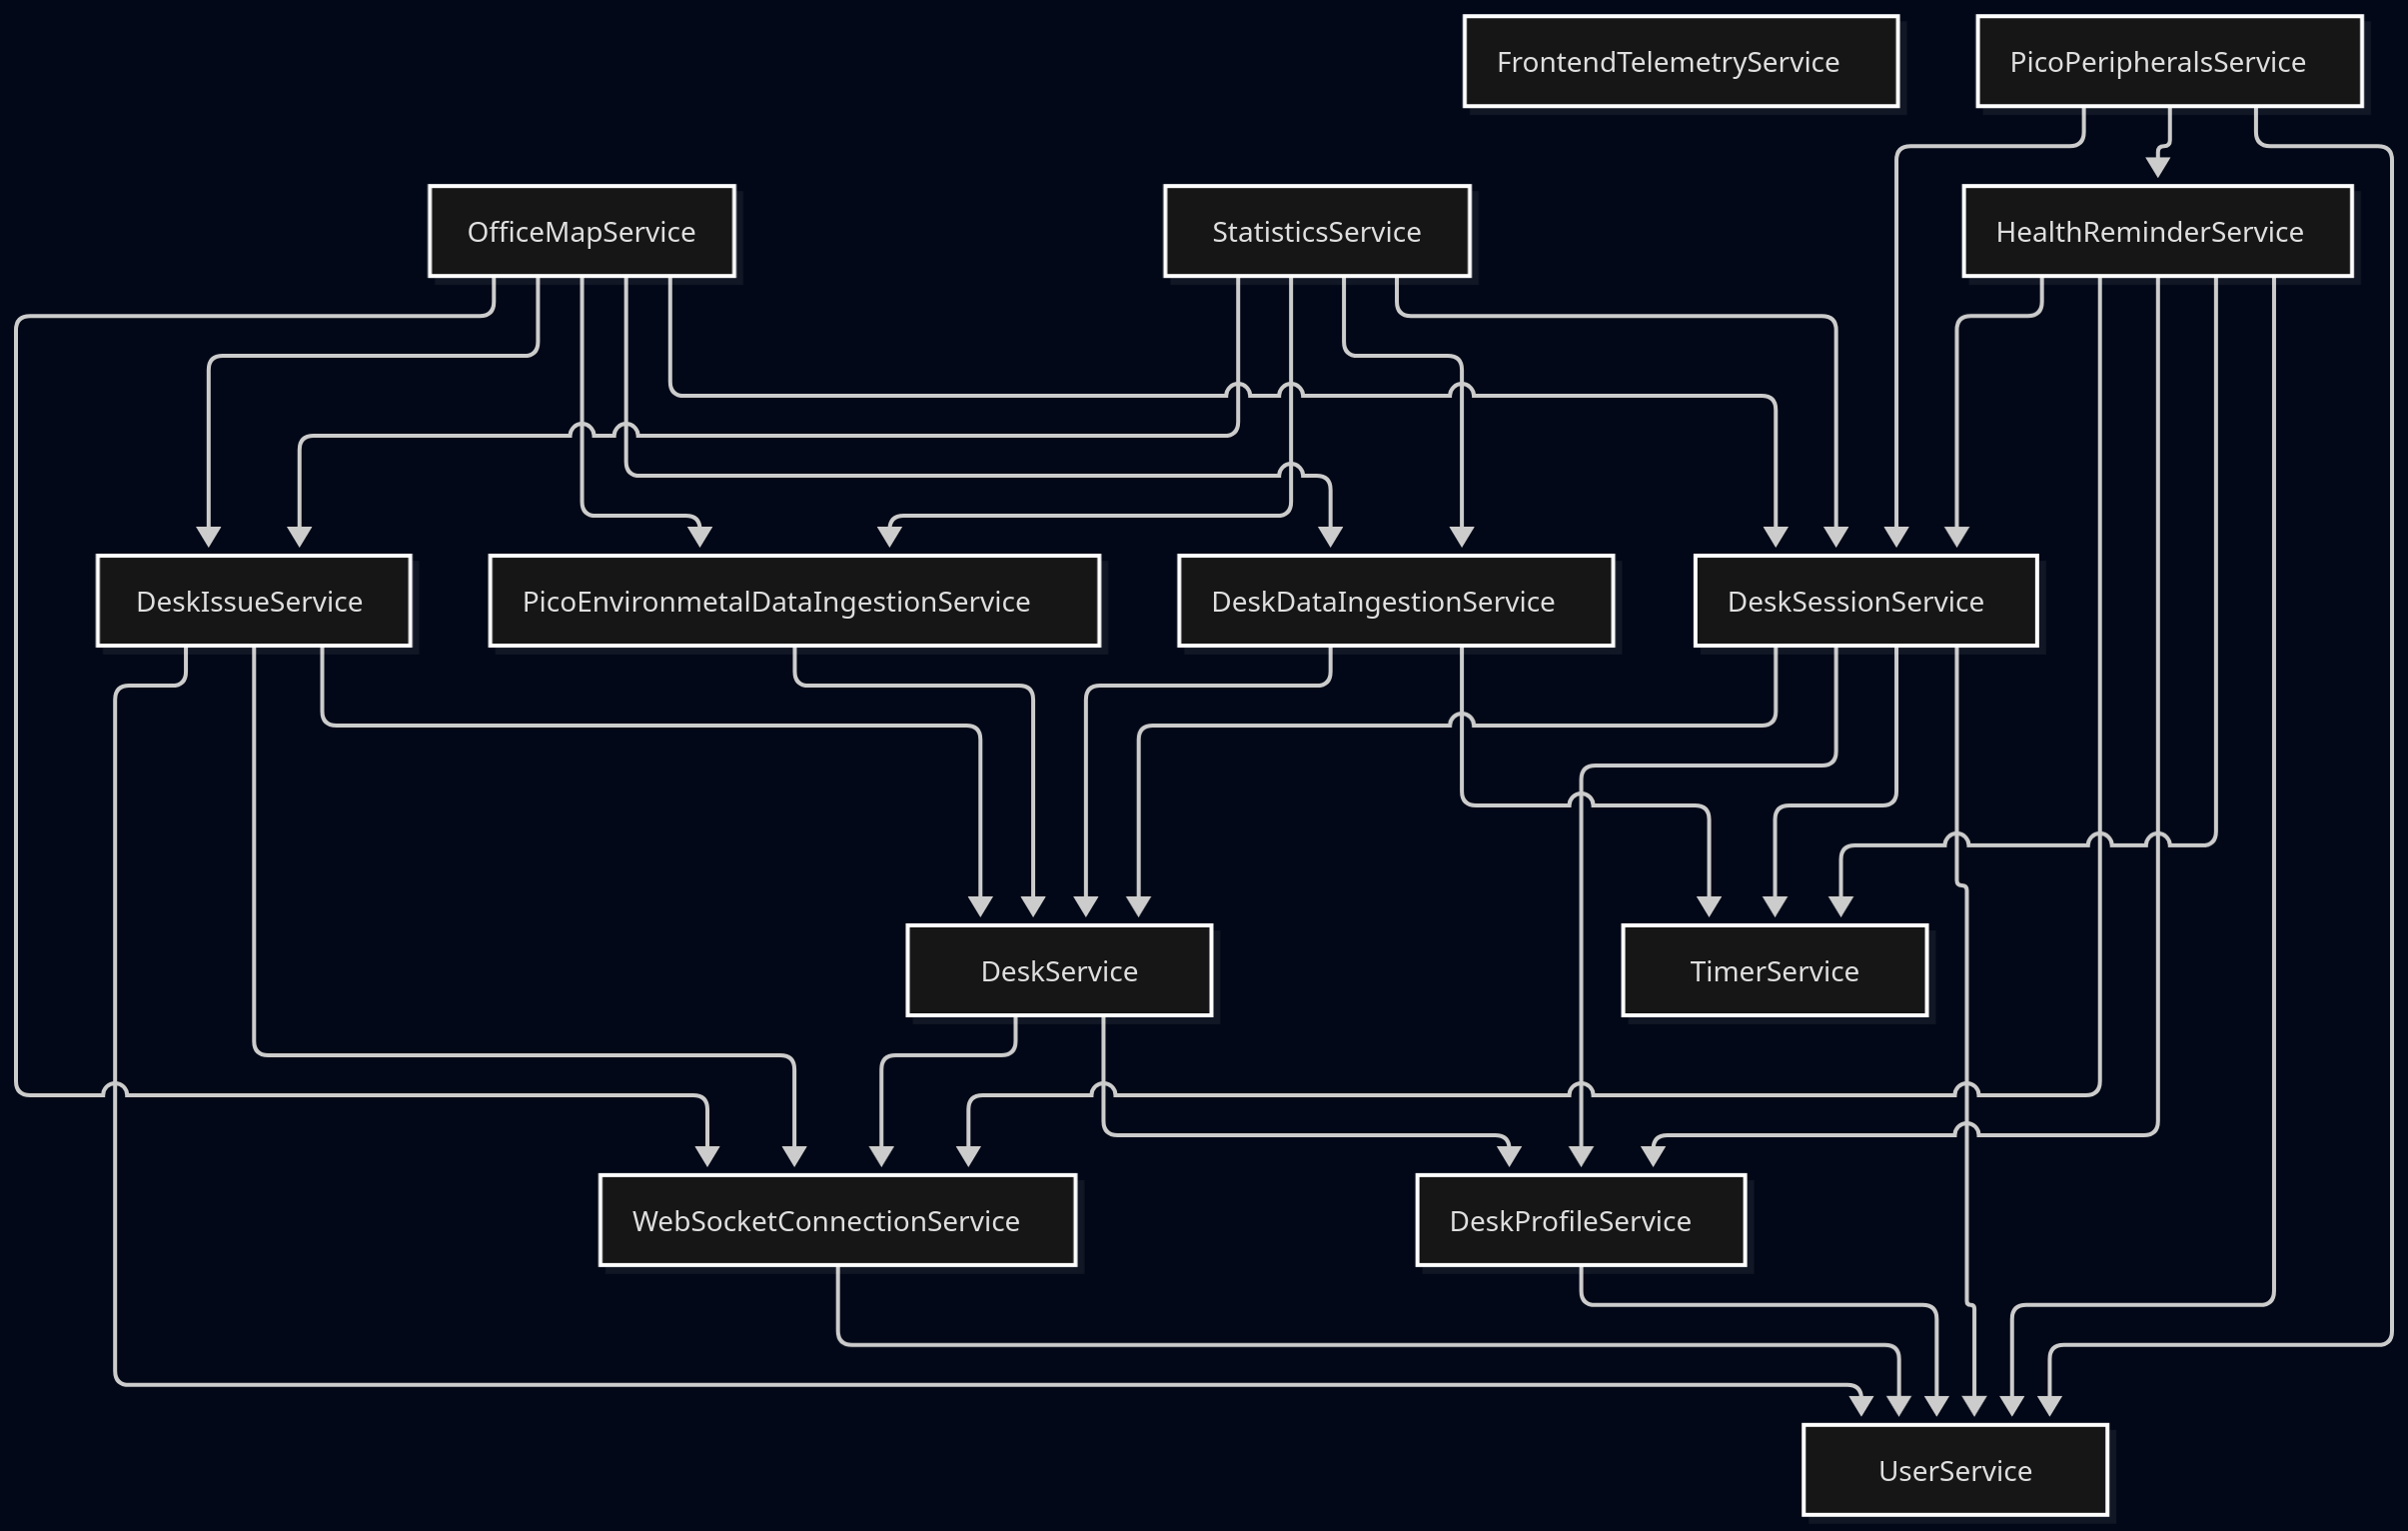 FrontendTelemetryService
PicoPeripheralsService
OfficeMapService
StatisticsService
HealthReminderService
DeskIssueService
PicoEnvironmetalDataIngestionService
DeskDataIngestionService
DeskSessionService
DeskService
TimerService
WebSocketConnectionService
DeskProfileService
UserService